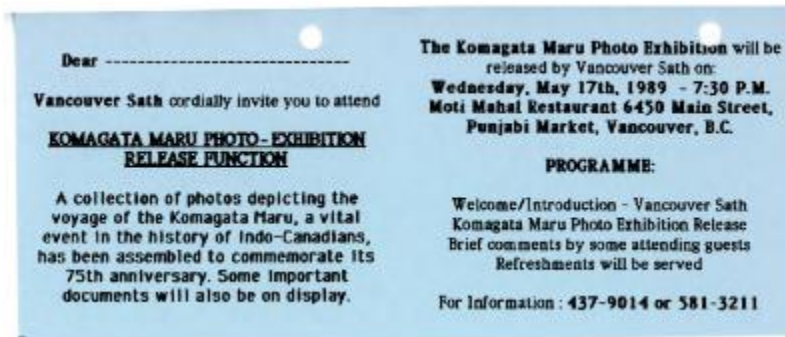 Dear ------------------------------
Vancouver Sath cordially invite you to attend
KOMAGATA MARU PHOTO-EXHIBITION
RELEASE FUNCTION
A collection of photos depicting the
voyage of the Komagata Maru, a vital
event in the history of Indo-Canadians,
has been assembled to commemorate its
75th anniversary. Some important
documents will also be on display.
The Komagata Maru Photo Exhibition will be
released by Vancouver Sath on:
Wednesday, May 17th, 1989 - 7:30 P.M.
Moti Mahal Restaurant 6450 Main Street,
Punjabi Market, Vancouver, B.C.
PROGRAMME:
Welcome/Introduction - Vancouver Sath
Komagata Maru Photo Exhibition Release
Brief comments by some attending guests
Refreshments will be served
For Information : 437-9014 or 581-3211